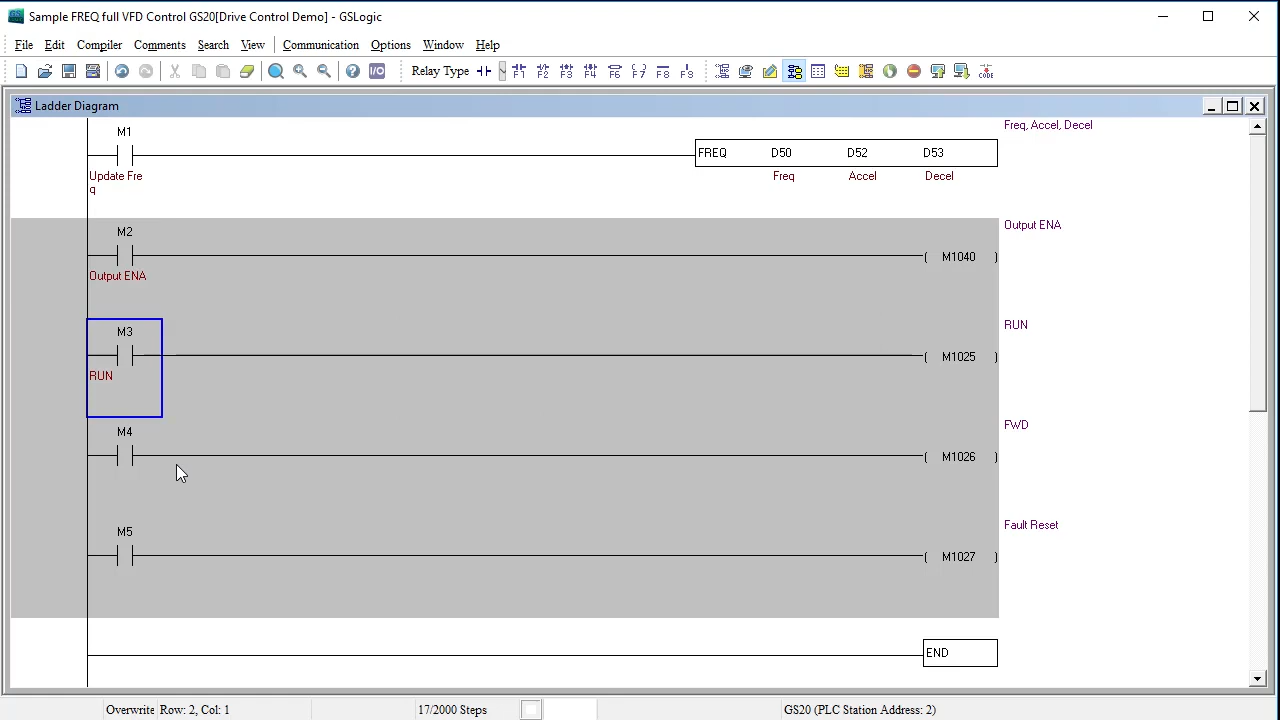 Sample FREQ full VFD Control GS20[Drive Control Demo] - GSLogic
File Edit Compiler Comments Search View Communication Options Window Help
Relay Type
Ladder Diagram
M1 Freq, Accel, Decel
FREQ D50 D52 D53
Update Fre Freq Accel Decel
q
M2 Output ENA
( M1040 )
Output ENA
M3 RUN
( M1025 )
RUN
M4 FWD
( M1026 )
M5 Fault Reset
( M1027 )
END
Overwrite Row: 2, Col: 1 17/2000 Steps GS20 (PLC Station Address: 2)